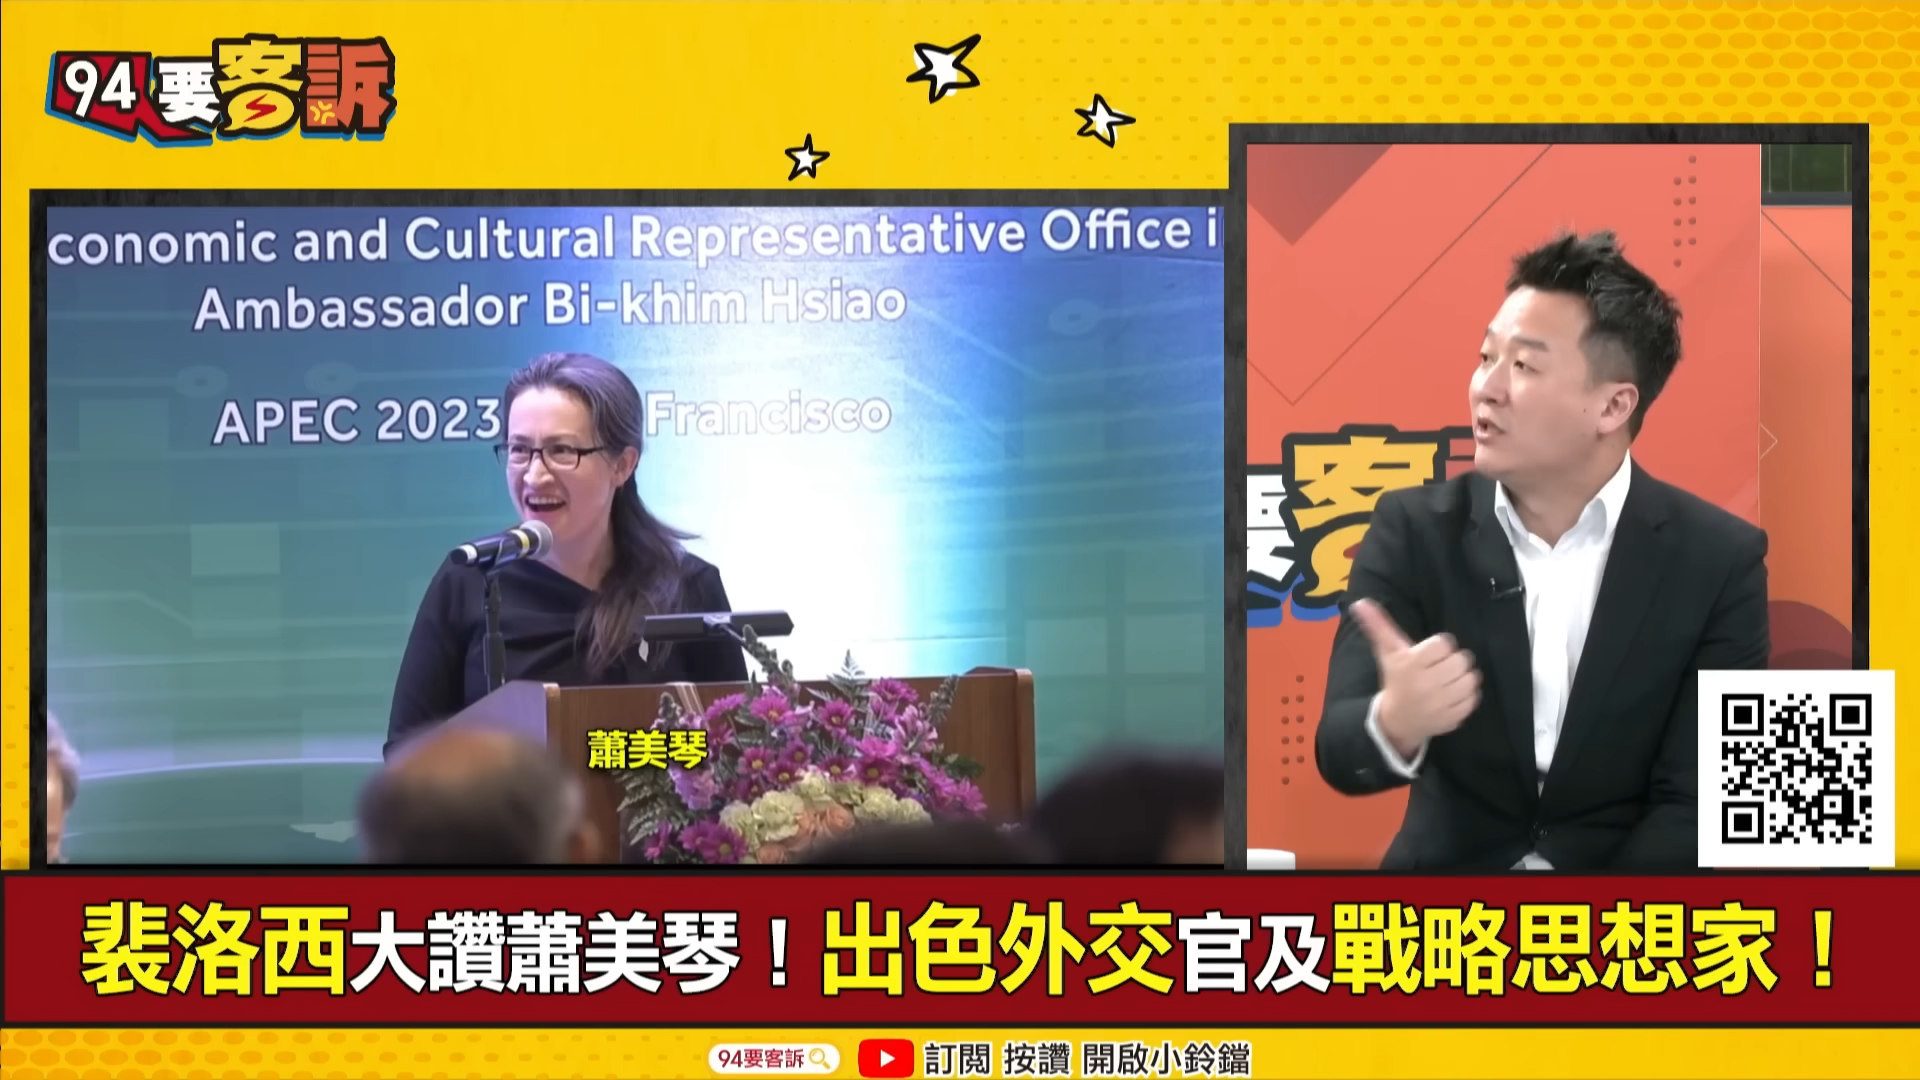 94要客訴
conomic and Cultural Representative Office i
Ambassador Bi-khim Hsiao
APEC 2023 Francisco
蕭美琴
要客
裴洛西大讚蕭美琴！出色外交官及戰略思想家！
94要客訴
訂閱 按讚 開啟小鈴鐺